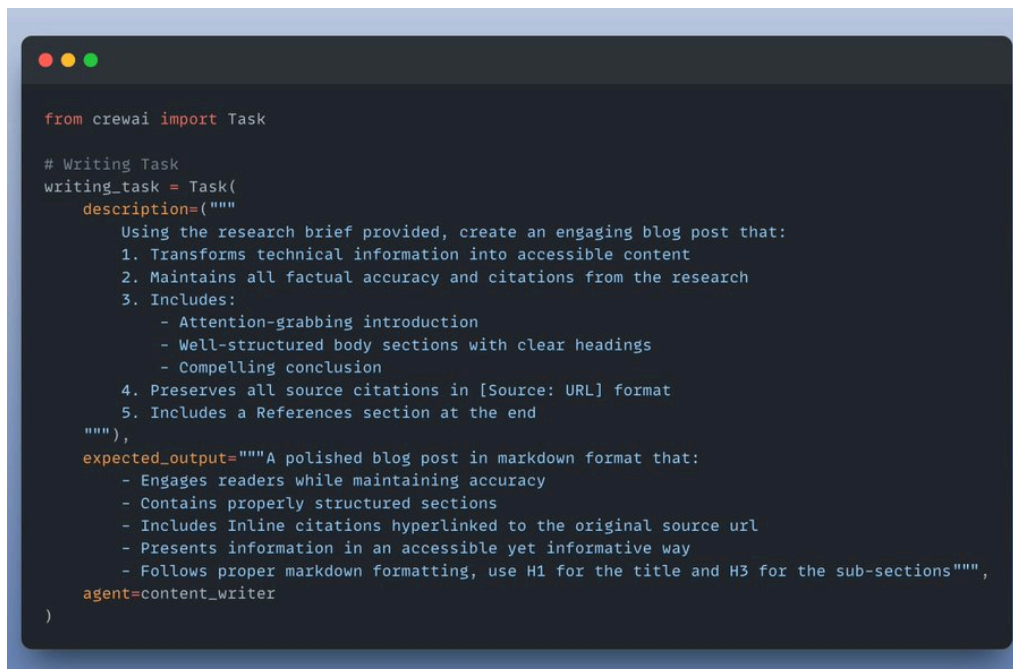 from crewai import Task
# Writing Task
writing_task = Task(
description=("""
Using the research brief provided, create an engaging blog post that:
1. Transforms technical information into accessible content
2. Maintains all factual accuracy and citations from the research
3. Includes:
- Attention-grabbing introduction
- Well-structured body sections with clear headings
- Compelling conclusion
4. Preserves all source citations in [Source: URL] format
5. Includes a References section at the end
"""),
expected_output="""A polished blog post in markdown format that:
- Engages readers while maintaining accuracy
- Contains properly structured sections
- Includes Inline citations hyperlinked to the original source url
- Presents information in an accessible yet informative way
- Follows proper markdown formatting, use H1 for the title and H3 for the sub-sections""",
agent=content_writer
)